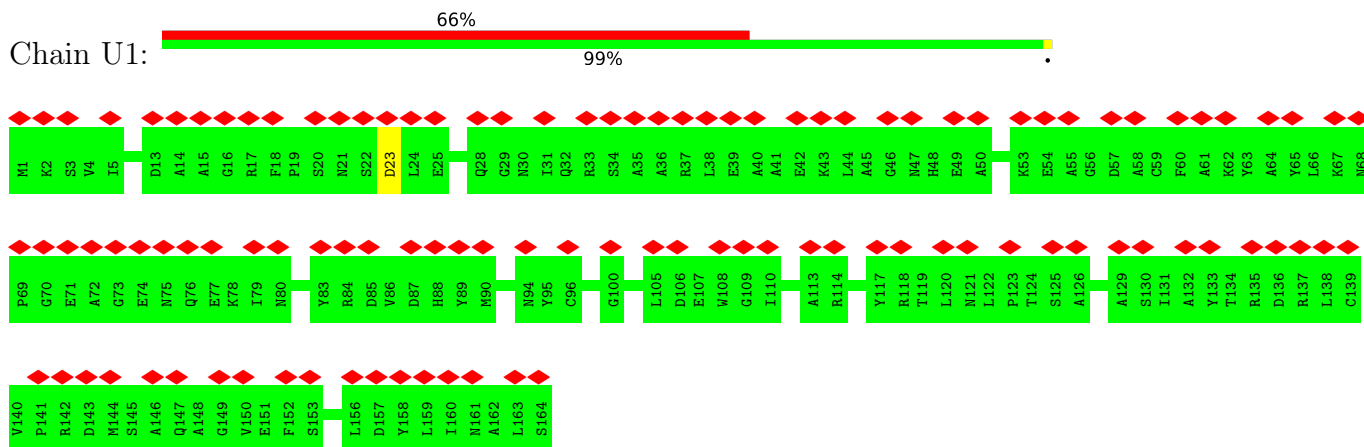 66%
Chain U1:
99%
.
M1 K2 S3 V4 I5 D13 A14 A15 G16 R17 F18 P19 S20 N21 S22 D23 L24 E25 Q28 G29 N30 I31 Q32 R33 S34 A35 A36 R37 L38 E39 A40 A41 E42 K43 L44 A45 G46 N47 H48 E49 A50 K53 E54 A55 G56 D57 A58 C59 F60 A61 K62 Y63 A64 Y65 L66 K67 N68
P69 G70 E71 A72 G73 E74 N75 Q76 E77 K78 I79 N80 Y83 R84 D85 V86 D87 H88 Y89 M90 N94 Y95 C96 G100 L105 D106 E107 W108 G109 I110 A113 R114 Y117 R118 T119 L120 N121 L122 P123 T124 S125 A126 A129 S130 I131 A132 Y133 T134 R135 D136 R137 L138 C139
V140 P141 R142 D143 M144 S145 A146 Q147 A148 G149 V150 E151 F152 S153 L156 D157 Y158 L159 I160 N161 A162 L163 S164